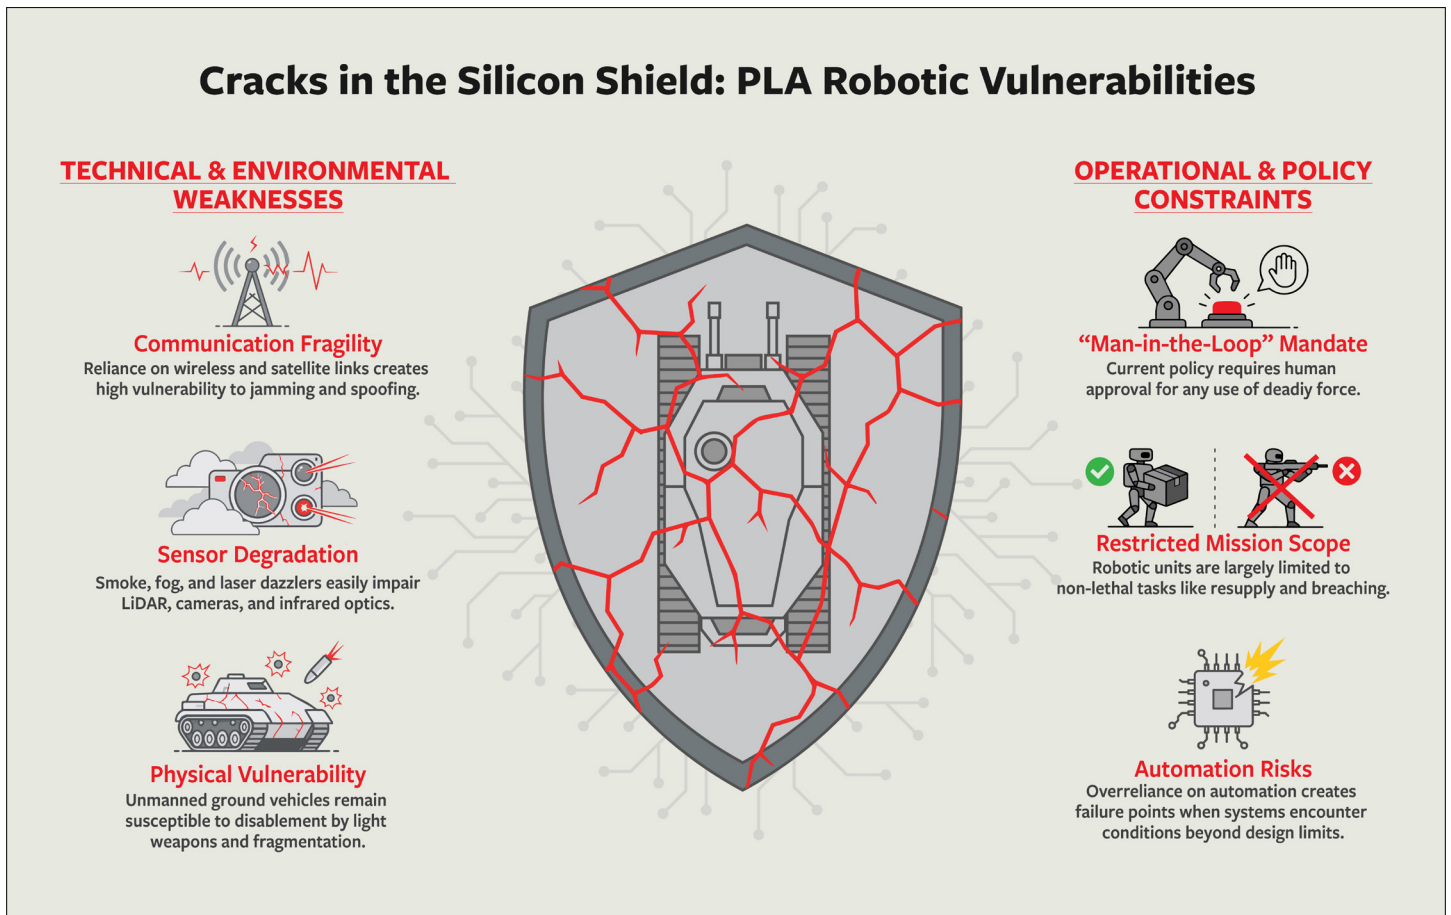 Cracks in the Silicon Shield: PLA Robotic Vulnerabilities
TECHNICAL & ENVIRONMENTAL
WEAKNESSES
Communication Fragility
Reliance on wireless and satellite links creates
high vulnerability to jamming and spoofing.
Sensor Degradation
Smoke, fog, and laser dazzlers easily impair
LiDAR, cameras, and infrared optics.
Physical Vulnerability
Unmanned ground vehicles remain
susceptible to disablement by light
weapons and fragmentation.
OPERATIONAL & POLICY
CONSTRAINTS
“Man-in-the-Loop” Mandate
Current policy requires human
approval for any use of deadiy force.
Restricted Mission Scope
Robotic units are largely limited to
non-lethal tasks like resupply and breaching.
Automation Risks
Overreliance on automation creates
failure points when systems encounter
conditions beyond design limits.